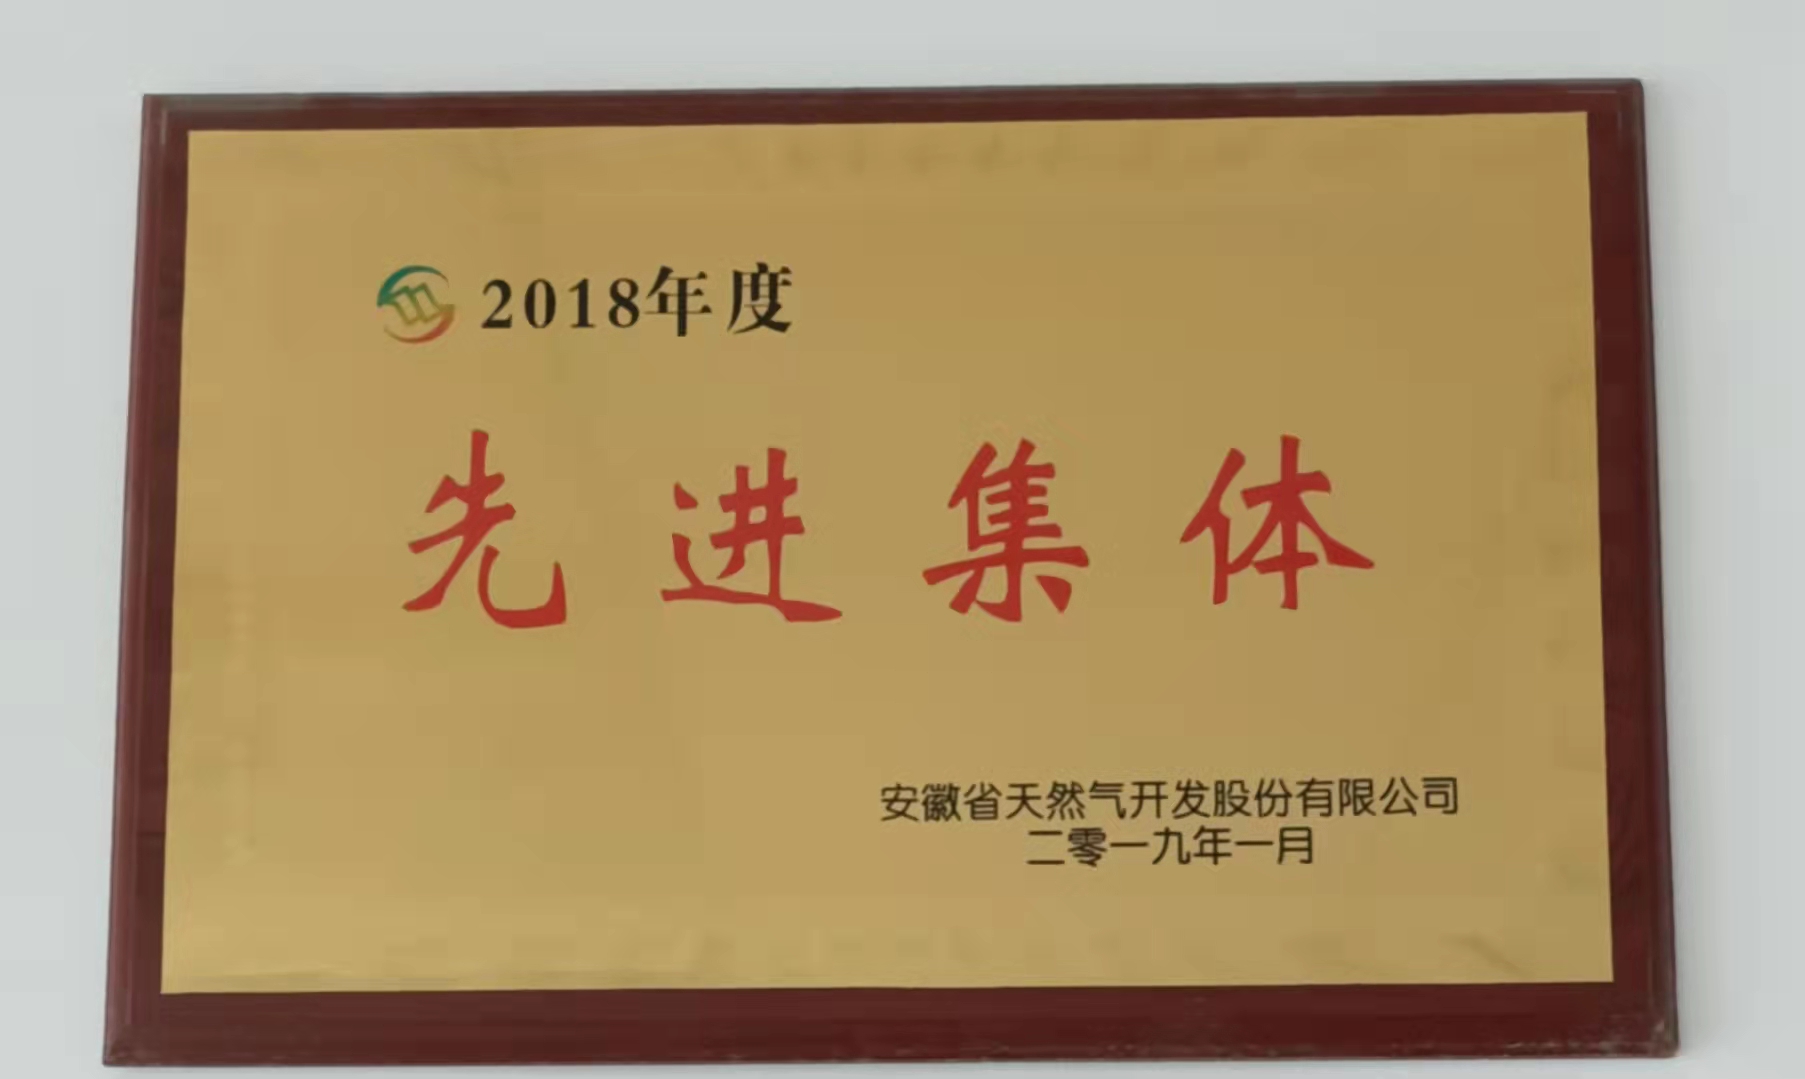 2018年度
先进集体
安徽省天然气开发股份有限公司
二零一九年一月